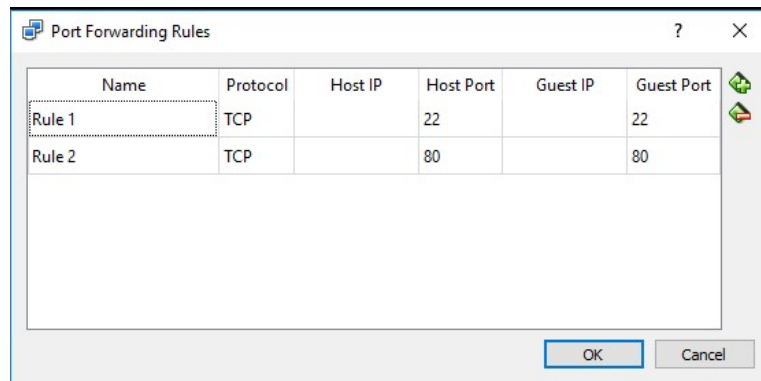 Port Forwarding Rules ? X
Name Protocol Host IP Host Port Guest IP Guest Port
Rule 1 TCP 22 22
Rule 2 TCP 80 80
OK Cancel